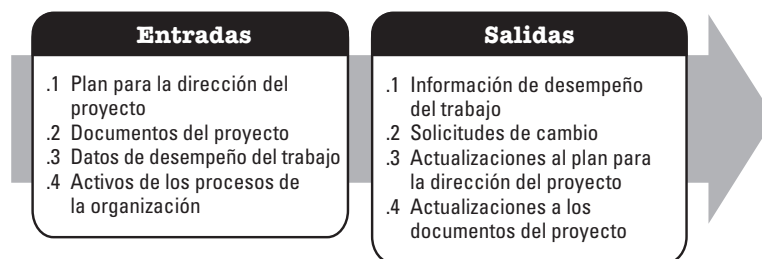 Entradas
.1 Plan para la dirección del
proyecto
.2 Documentos del proyecto
.3 Datos de desempeño del trabajo
.4 Activos de los procesos de
la organización
Salidas
.1 Información de desempeño
del trabajo
.2 Solicitudes de cambio
.3 Actualizaciones al plan para
la dirección del proyecto
.4 Actualizaciones a los
documentos del proyecto